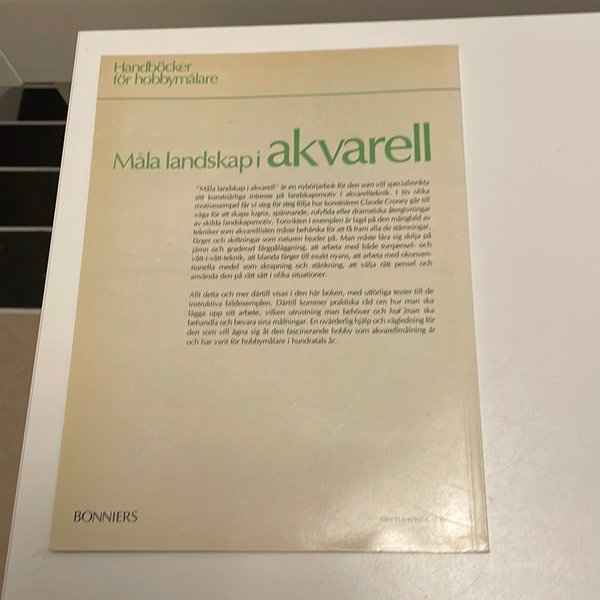 Handböcker
för hobbymålare
Måla landskap i akvarell
"Måla landskap i akvarell" är en nybörjarbok för den som vill specialinrikta
sitt konstnärliga intresse på landskapsmotiv i akvarellteknik. I tio olika
motivexempel får vi steg för steg följa hur konstnären Claude Croney går till
väga för att skapa lugna, spännande, rofyllda eller dramatiska återgivningar
av skilda landskapsmotiv. Tonvikten i exemplen är lagd på den mångfald av
tekniker som akvarellisten måste behärska för att få fram alla de stämningar,
färger och skiftningar som naturen bjuder på. Man måste lära sig skilja på
jämn och graderad färgpåläggning, att arbeta med både torrpensel- och
vått-i-vått-teknik, att blanda färger till exakt nyans, att arbeta med okonven-
tionella medel som skrapning och stänkning, att välja rätt pensel och
använda den på rätt sätt i olika situationer.
Allt detta och mer därtill visas i den här boken, med utförliga texter till de
instruktiva bildexemplen. Därtill kommer praktiska råd om hur man ska
lägga upp sitt arbete, vilken utrustning man behöver och hur man ska
behandla och bevara sina målningar. En ovärderlig hjälp och vägledning för
den som vill ägna sig åt den fascinerande hobby som akvarellmålning är
och har varit för hobbymålare i hundratals år.
BONNIERS
ISBN